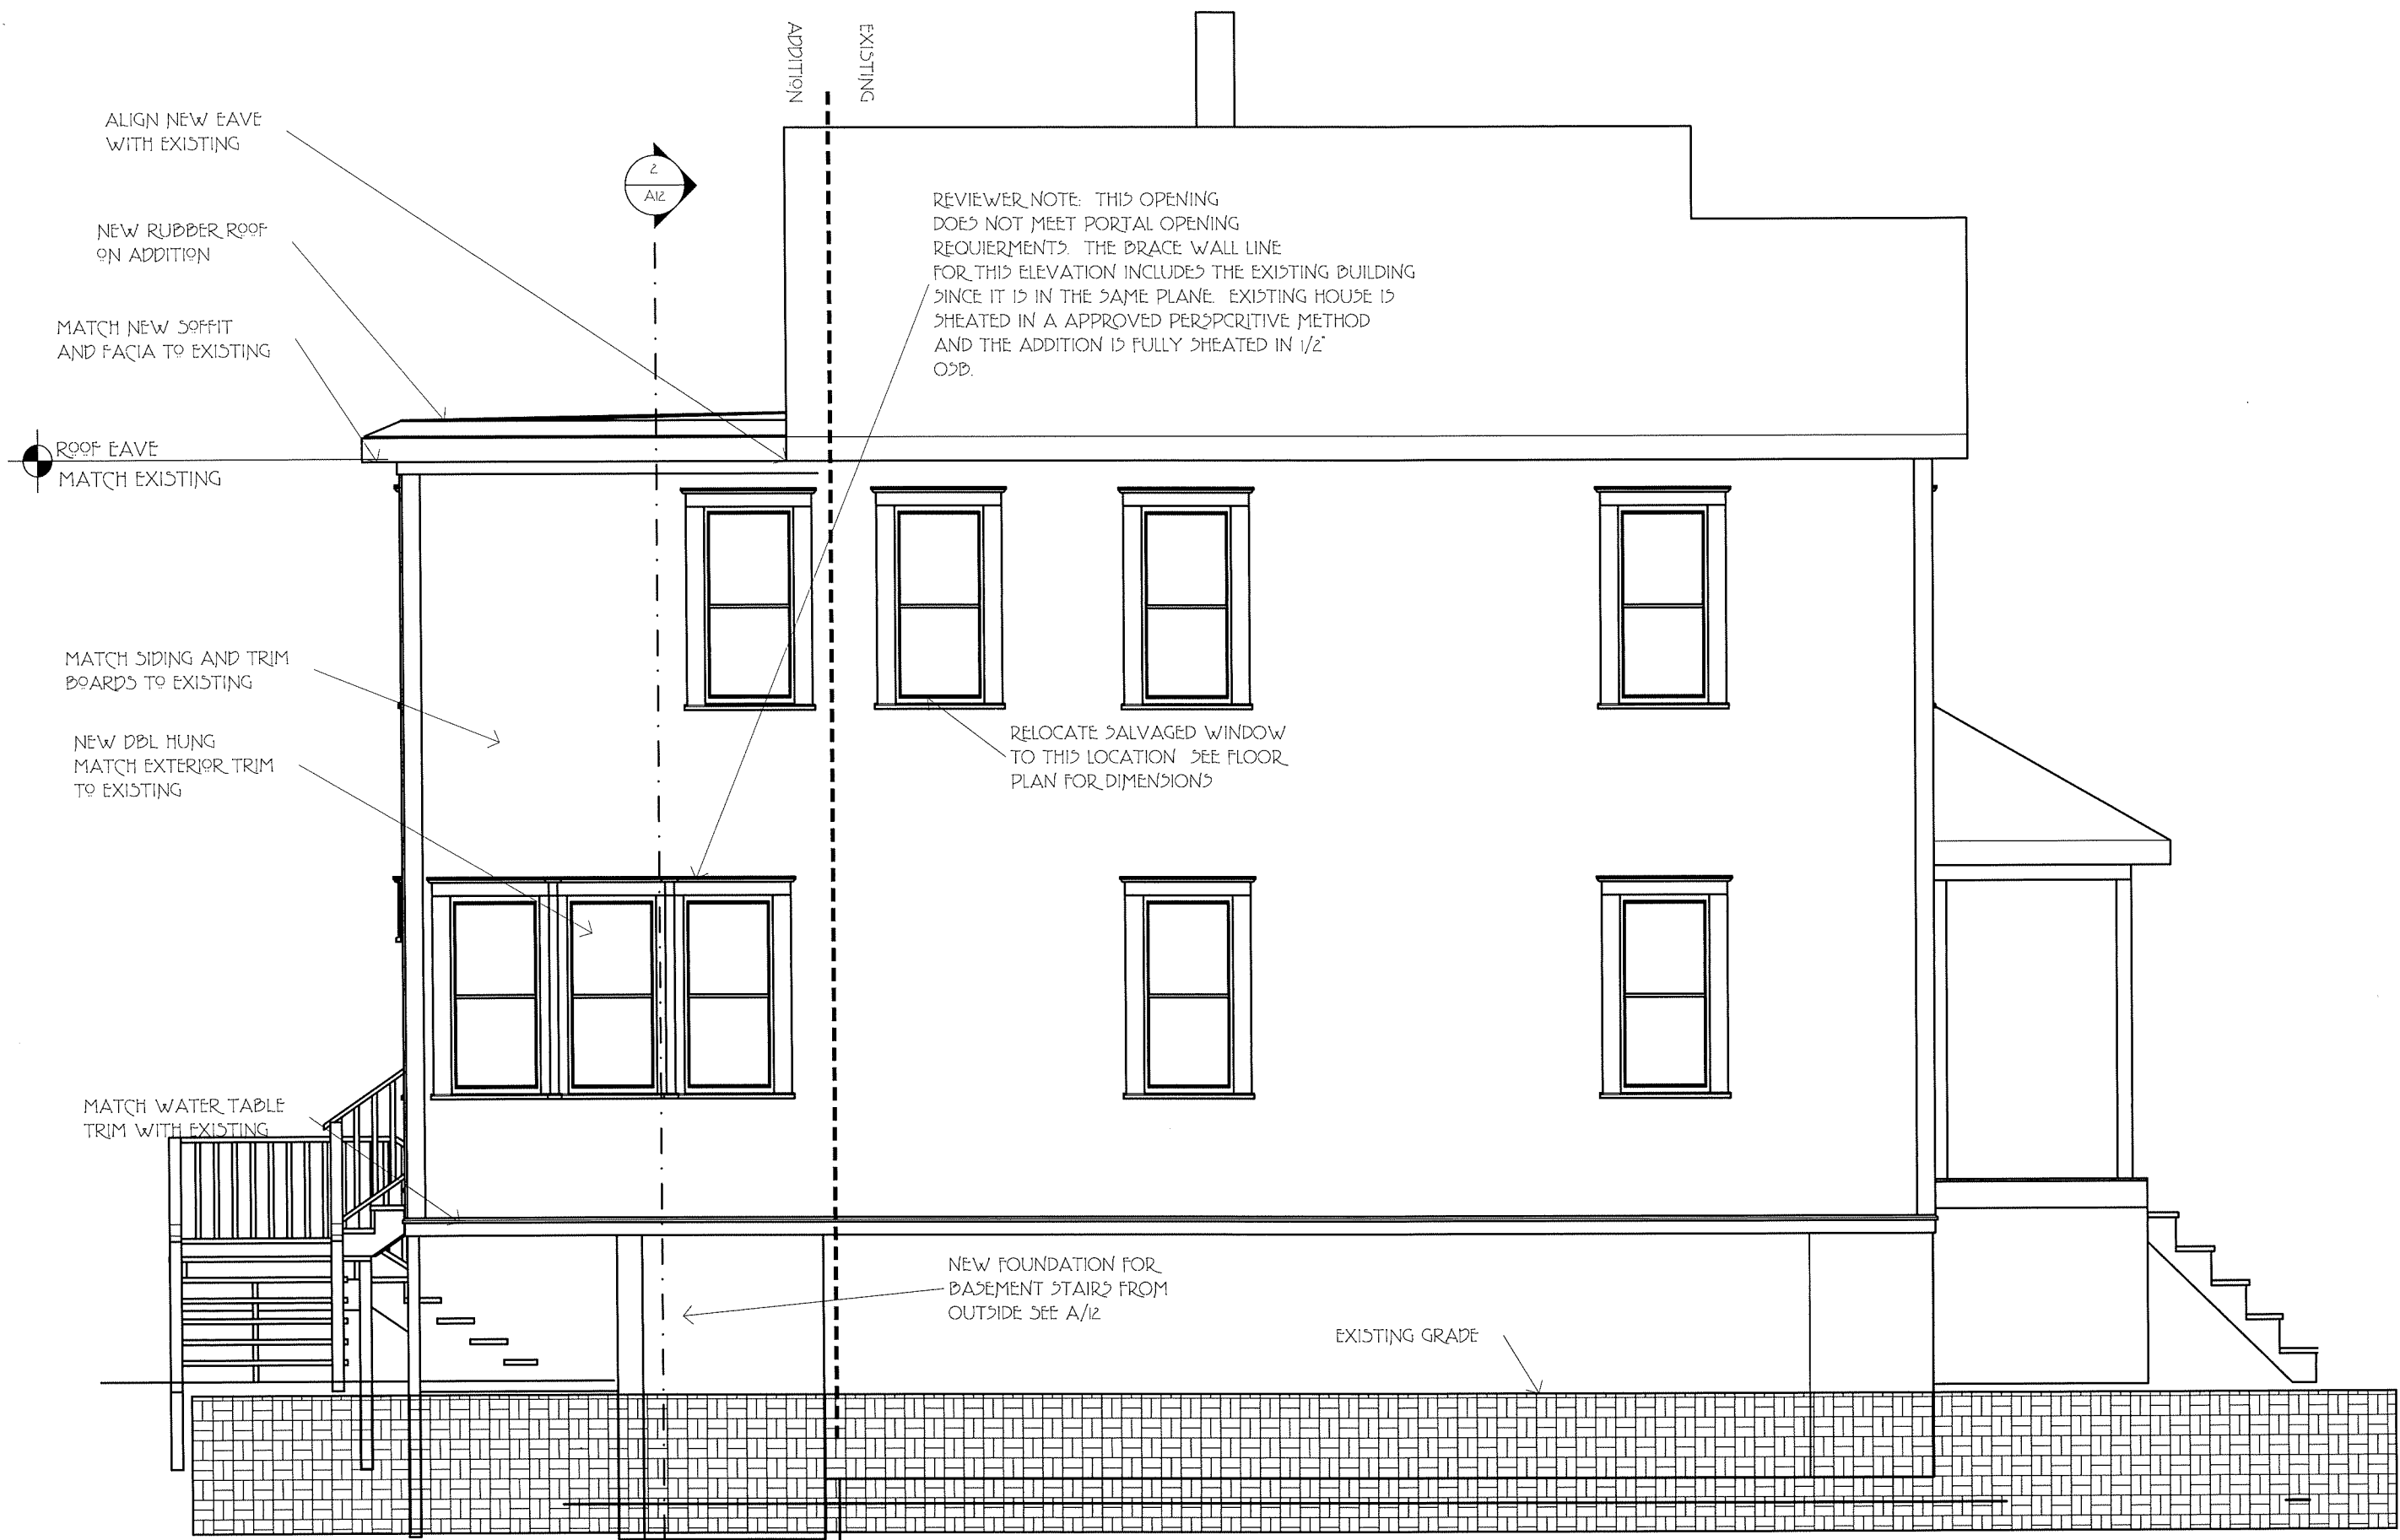 EXISTING
ADDITION
ALIGN NEW EAVE
WITH EXISTING
2
A12
NEW RUBBER ROOF
ON ADDITION
REVIEWER NOTE: THIS OPENING
DOES NOT MEET PORTAL OPENING
REQUIERMENTS. THE BRACE WALL LINE
FOR THIS ELEVATION INCLUDES THE EXISTING BUILDING
SINCE IT IS IN THE SAME PLANE. EXISTING HOUSE IS
SHEATED IN A APPROVED PERSPCRITIVE METHOD
AND THE ADDITION IS FULLY SHEATED IN 1/2"
OSB.
MATCH NEW SOFFIT
AND FACIA TO EXISTING
ROOF EAVE
MATCH EXISTING
MATCH SIDING AND TRIM
BOARDS TO EXISTING
NEW DBL HUNG
MATCH EXTERIOR TRIM
TO EXISTING
RELOCATE SALVAGED WINDOW
TO THIS LOCATION SEE FLOOR
PLAN FOR DIMENSIONS
MATCH WATER TABLE
TRIM WITH EXISTING
NEW FOUNDATION FOR
BASEMENT STAIRS FROM
OUTSIDE SEE A/12
EXISTING GRADE